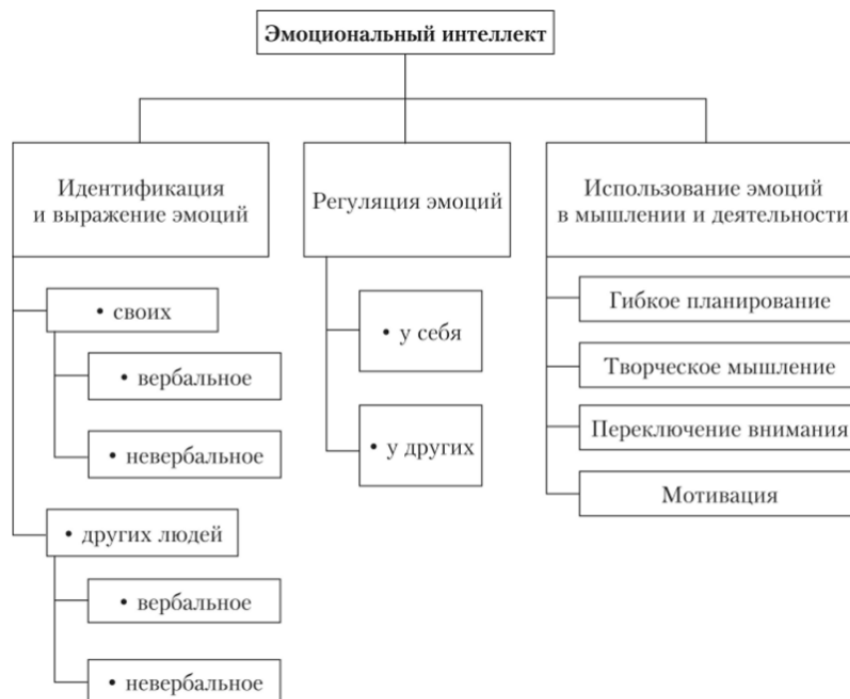 Эмоциональный интеллект
Идентификация
и выражение эмоций
• своих
• вербальное
• невербальное
• других людей
• вербальное
• невербальное
Регуляция эмоций
• у себя
• у других
Использование эмоций
в мышлении и деятельности
Гибкое планирование
Творческое мышление
Переключение внимания
Мотивация